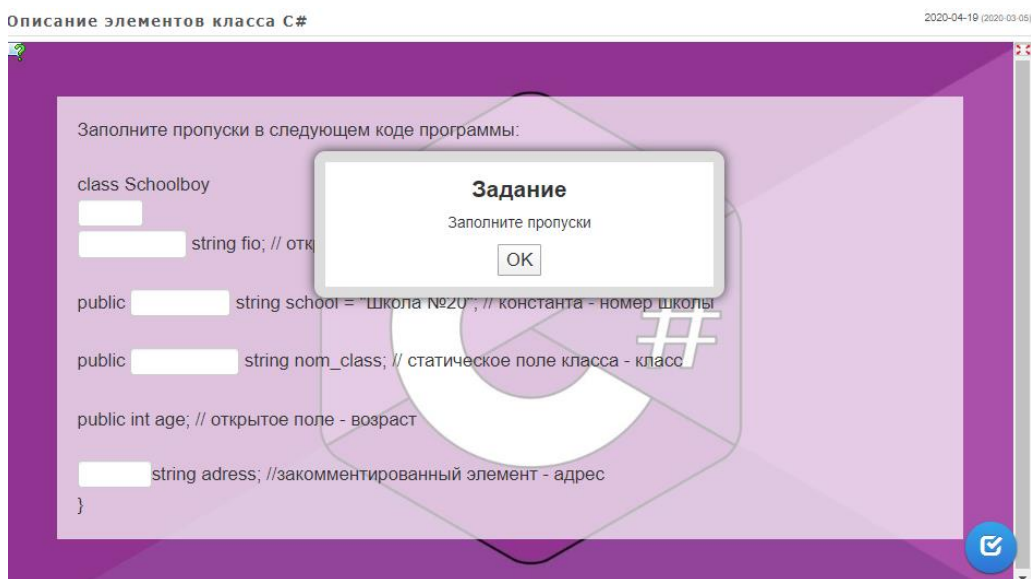 Описание элементов класса C#
2020-04-19 (2020-03-05)
Заполните пропуски в следующем коде программы:
class Schoolboy
Задание
Заполните пропуски
string fio; // отк
OK
public string school = "Школа №20"; // константа - номер школы
public string nom_class; // статическое поле класса - класс
public int age; // открытое поле - возраст
string adress; //закомментированный элемент - адрес
}